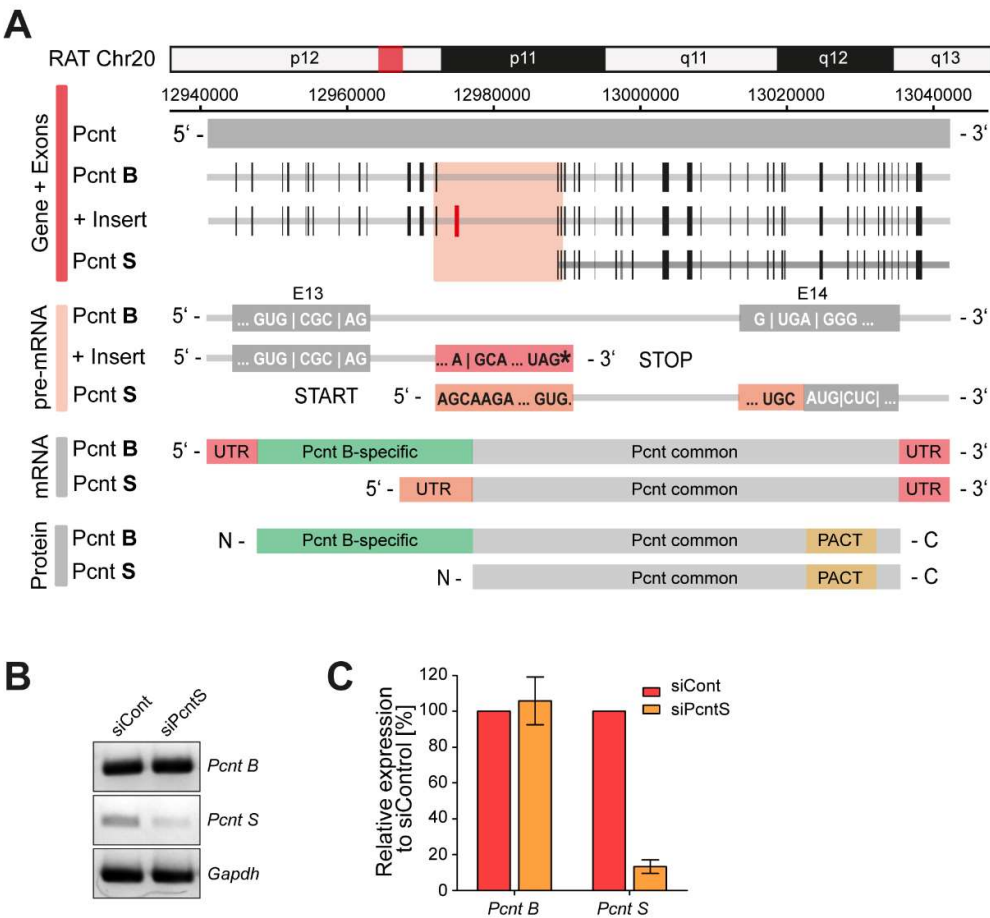 A
RAT Chr20 p12 p11 q11 q12 q13
12940000 12960000 12980000 13000000 13020000 13040000
Gene + Exons
Pcnt 5‘ - - 3‘
Pcnt B
+ Insert
Pcnt S
pre-mRNA
E13 E14
Pcnt B 5‘ - ... GUG | CGC | AG G | UGA | GGG ... - 3‘
+ Insert 5‘ - ... GUG | CGC | AG ... A | GCA ... UAG* - 3‘ STOP
Pcnt S START 5‘ - AGCAAGA ... GUG. ... UGC AUG|CUC| ... - 3‘
mRNA
Pcnt B 5‘ - UTR Pcnt B-specific Pcnt common UTR - 3‘
Pcnt S 5‘ - UTR Pcnt common UTR - 3‘
Protein
Pcnt B N - Pcnt B-specific Pcnt common PACT - C
Pcnt S N - Pcnt common PACT - C
B
siCont siPcntS
Pcnt B
Pcnt S
Gapdh
C
Relative expression
to siControl [%]
120
100
80
60
40
20
0
siCont
siPcntS
Pcnt B Pcnt S